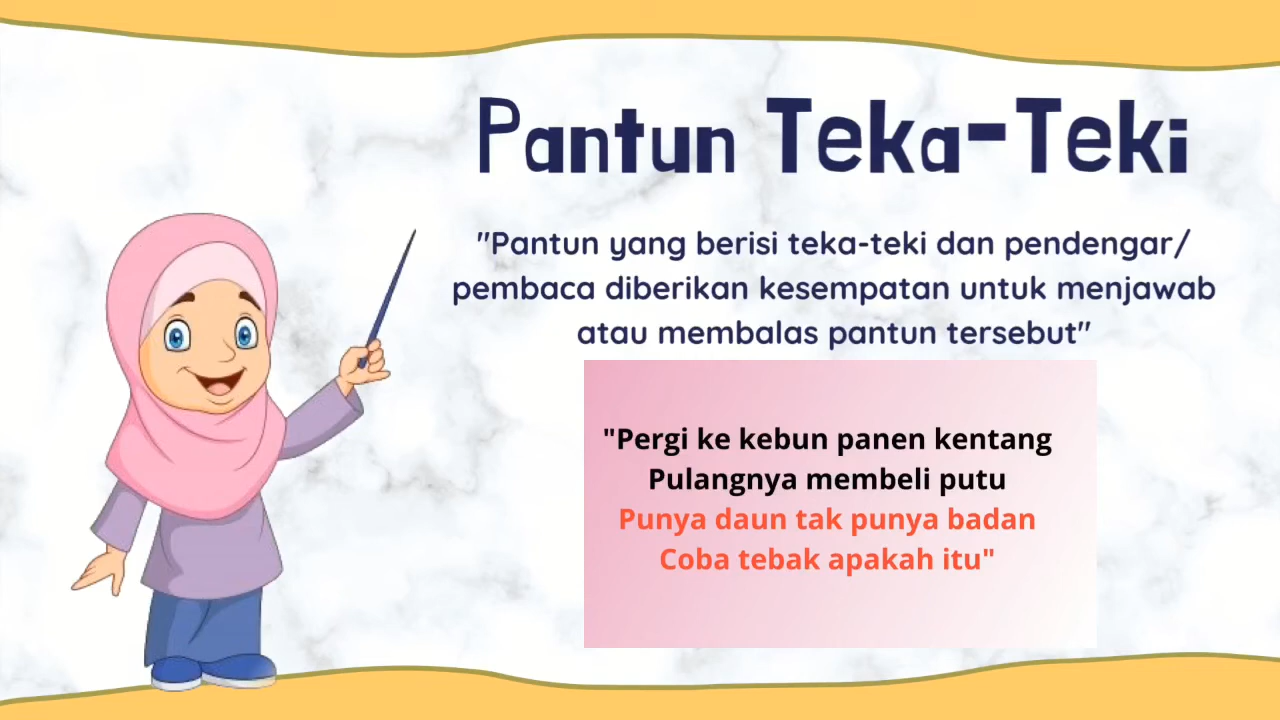 Pantun Teka-Teki
"Pantun yang berisi teka-teki dan pendengar/
pembaca diberikan kesempatan untuk menjawab
atau membalas pantun tersebut"
"Pergi ke kebun panen kentang
Pulangnya membeli putu
Punya daun tak punya badan
Coba tebak apakah itu"